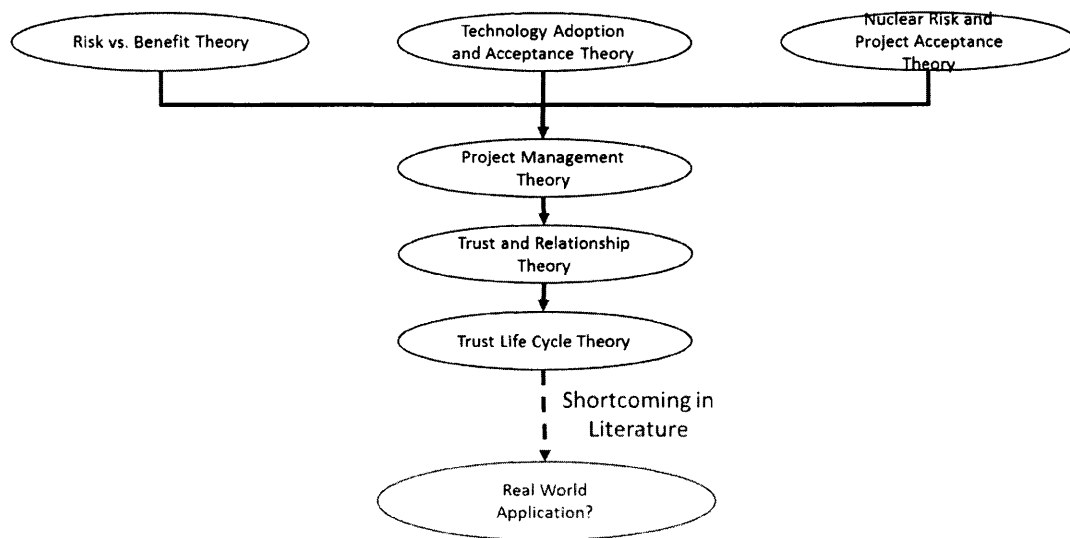 Risk vs. Benefit Theory
Technology Adoption
and Acceptance Theory
Nuclear Risk and
Project Acceptance
Theory
Project Management
Theory
Trust and Relationship
Theory
Trust Life Cycle Theory
Shortcoming in
Literature
Real World
Application?